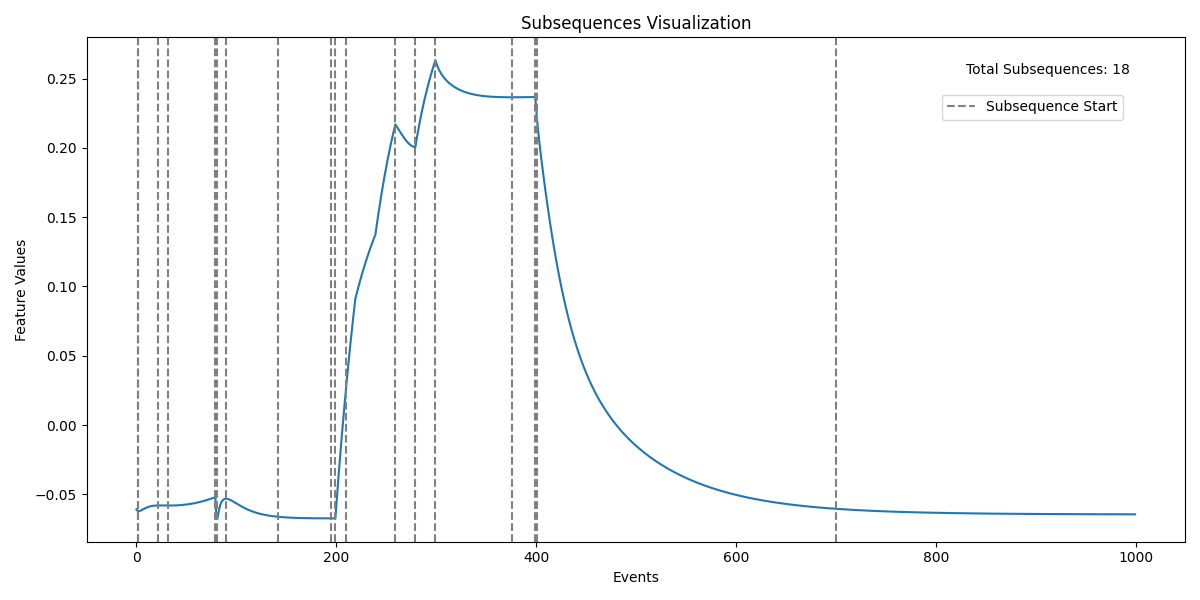 Subsequences Visualization
Total Subsequences: 18
Subsequence Start
Feature Values
0.25
0.20
0.15
0.10
0.05
0.00
−0.05
0
200
400
600
800
1000
Events